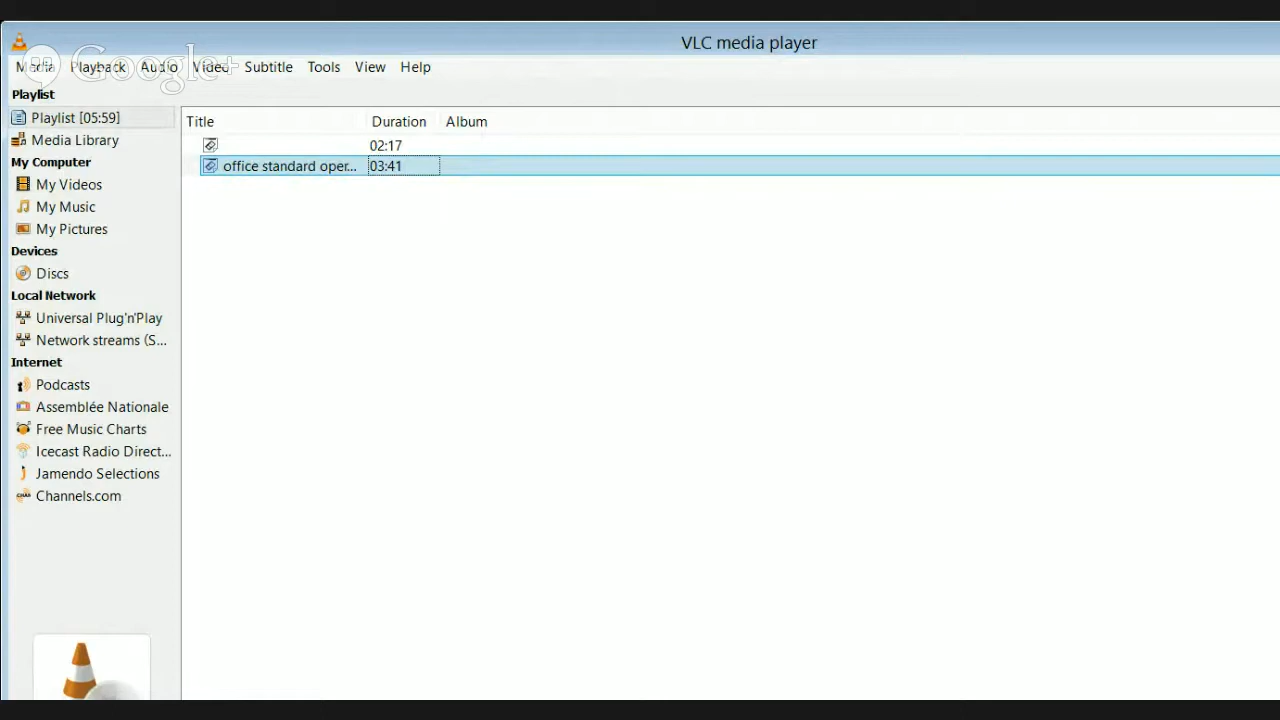 VLC media player
Google+
Media Playback Audio Video Subtitle Tools View Help
Playlist
Playlist [05:59]
Media Library
My Computer
My Videos
My Music
My Pictures
Devices
Discs
Local Network
Universal Plug'n'Play
Network streams (S...
Internet
Podcasts
Assemblée Nationale
Free Music Charts
Icecast Radio Direct...
Jamendo Selections
Channels.com
Title Duration Album
02:17
office standard oper... 03:41